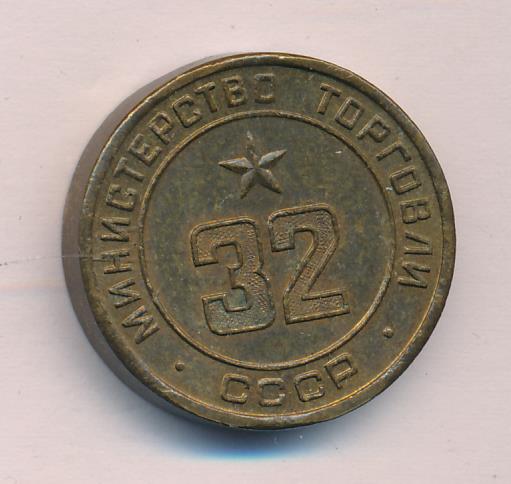 МИНИСТЕРСТВО ТОРГОВЛИ
32
• СССР •